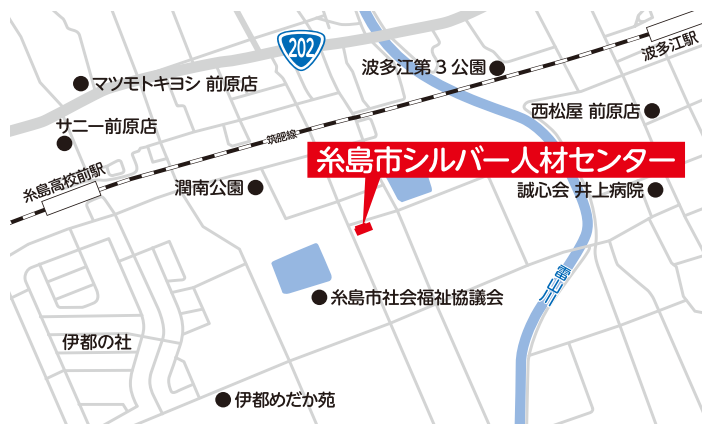 202
波多江駅
波多江第3公園
マツモトキヨシ 前原店
西松屋 前原店
サニー前原店
筑肥線
糸島市シルバー人材センター
糸島高校前駅
潤南公園
誠心会 井上病院
雷山川
糸島市社会福祉協議会
伊都の社
伊都めだか苑